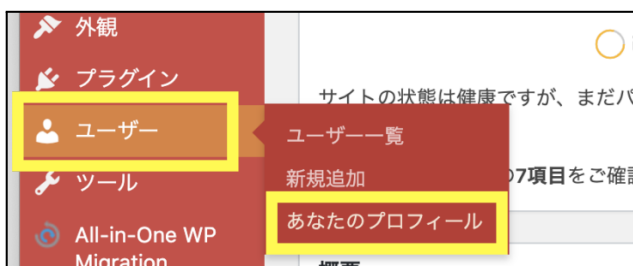 外観
プラグイン
サイトの状態は健康ですが、まだパ
ユーザー
ユーザー一覧
ツール
新規追加
7項目をご確認
あなたのプロフィール
All-in-One WP
Migration
概要